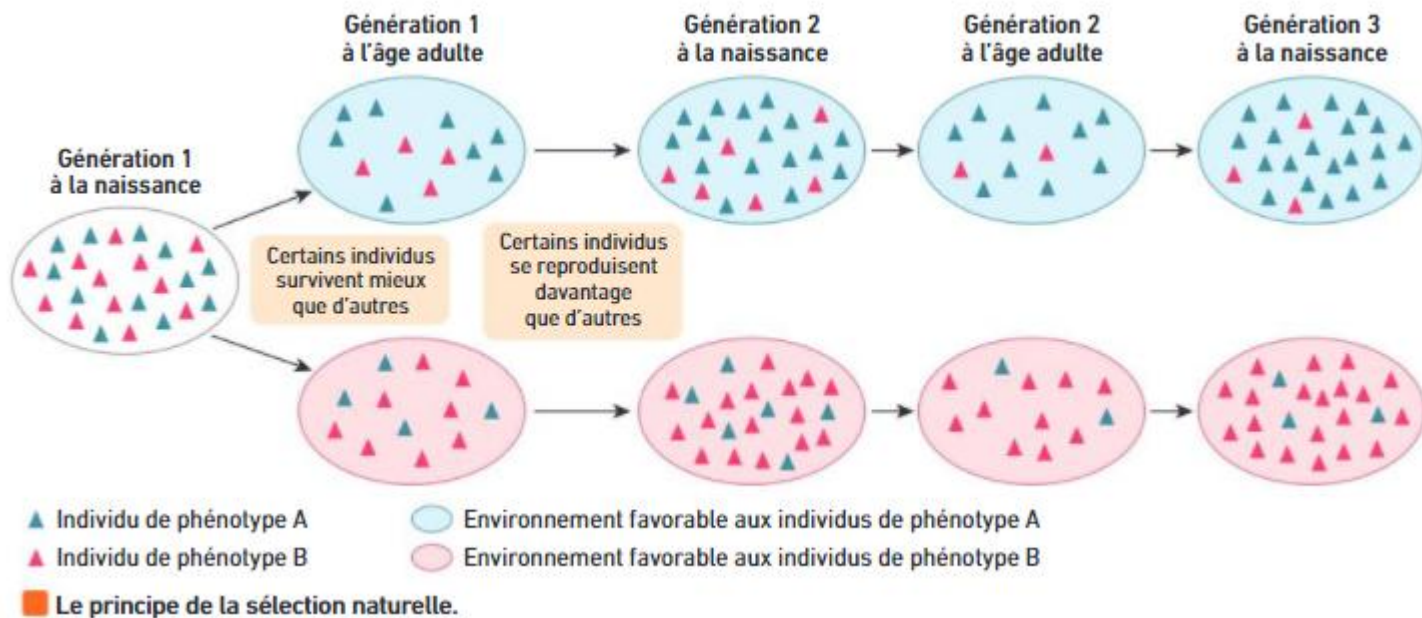 Génération 1
à l'âge adulte
Génération 2
à la naissance
Génération 2
à l'âge adulte
Génération 3
à la naissance
Génération 1
à la naissance
Certains individus
survivent mieux
que d'autres
Certains individus
se reproduisent
davantage
que d'autres
Individu de phénotype A
Environnement favorable aux individus de phénotype A
Individu de phénotype B
Environnement favorable aux individus de phénotype B
Le principe de la sélection naturelle.